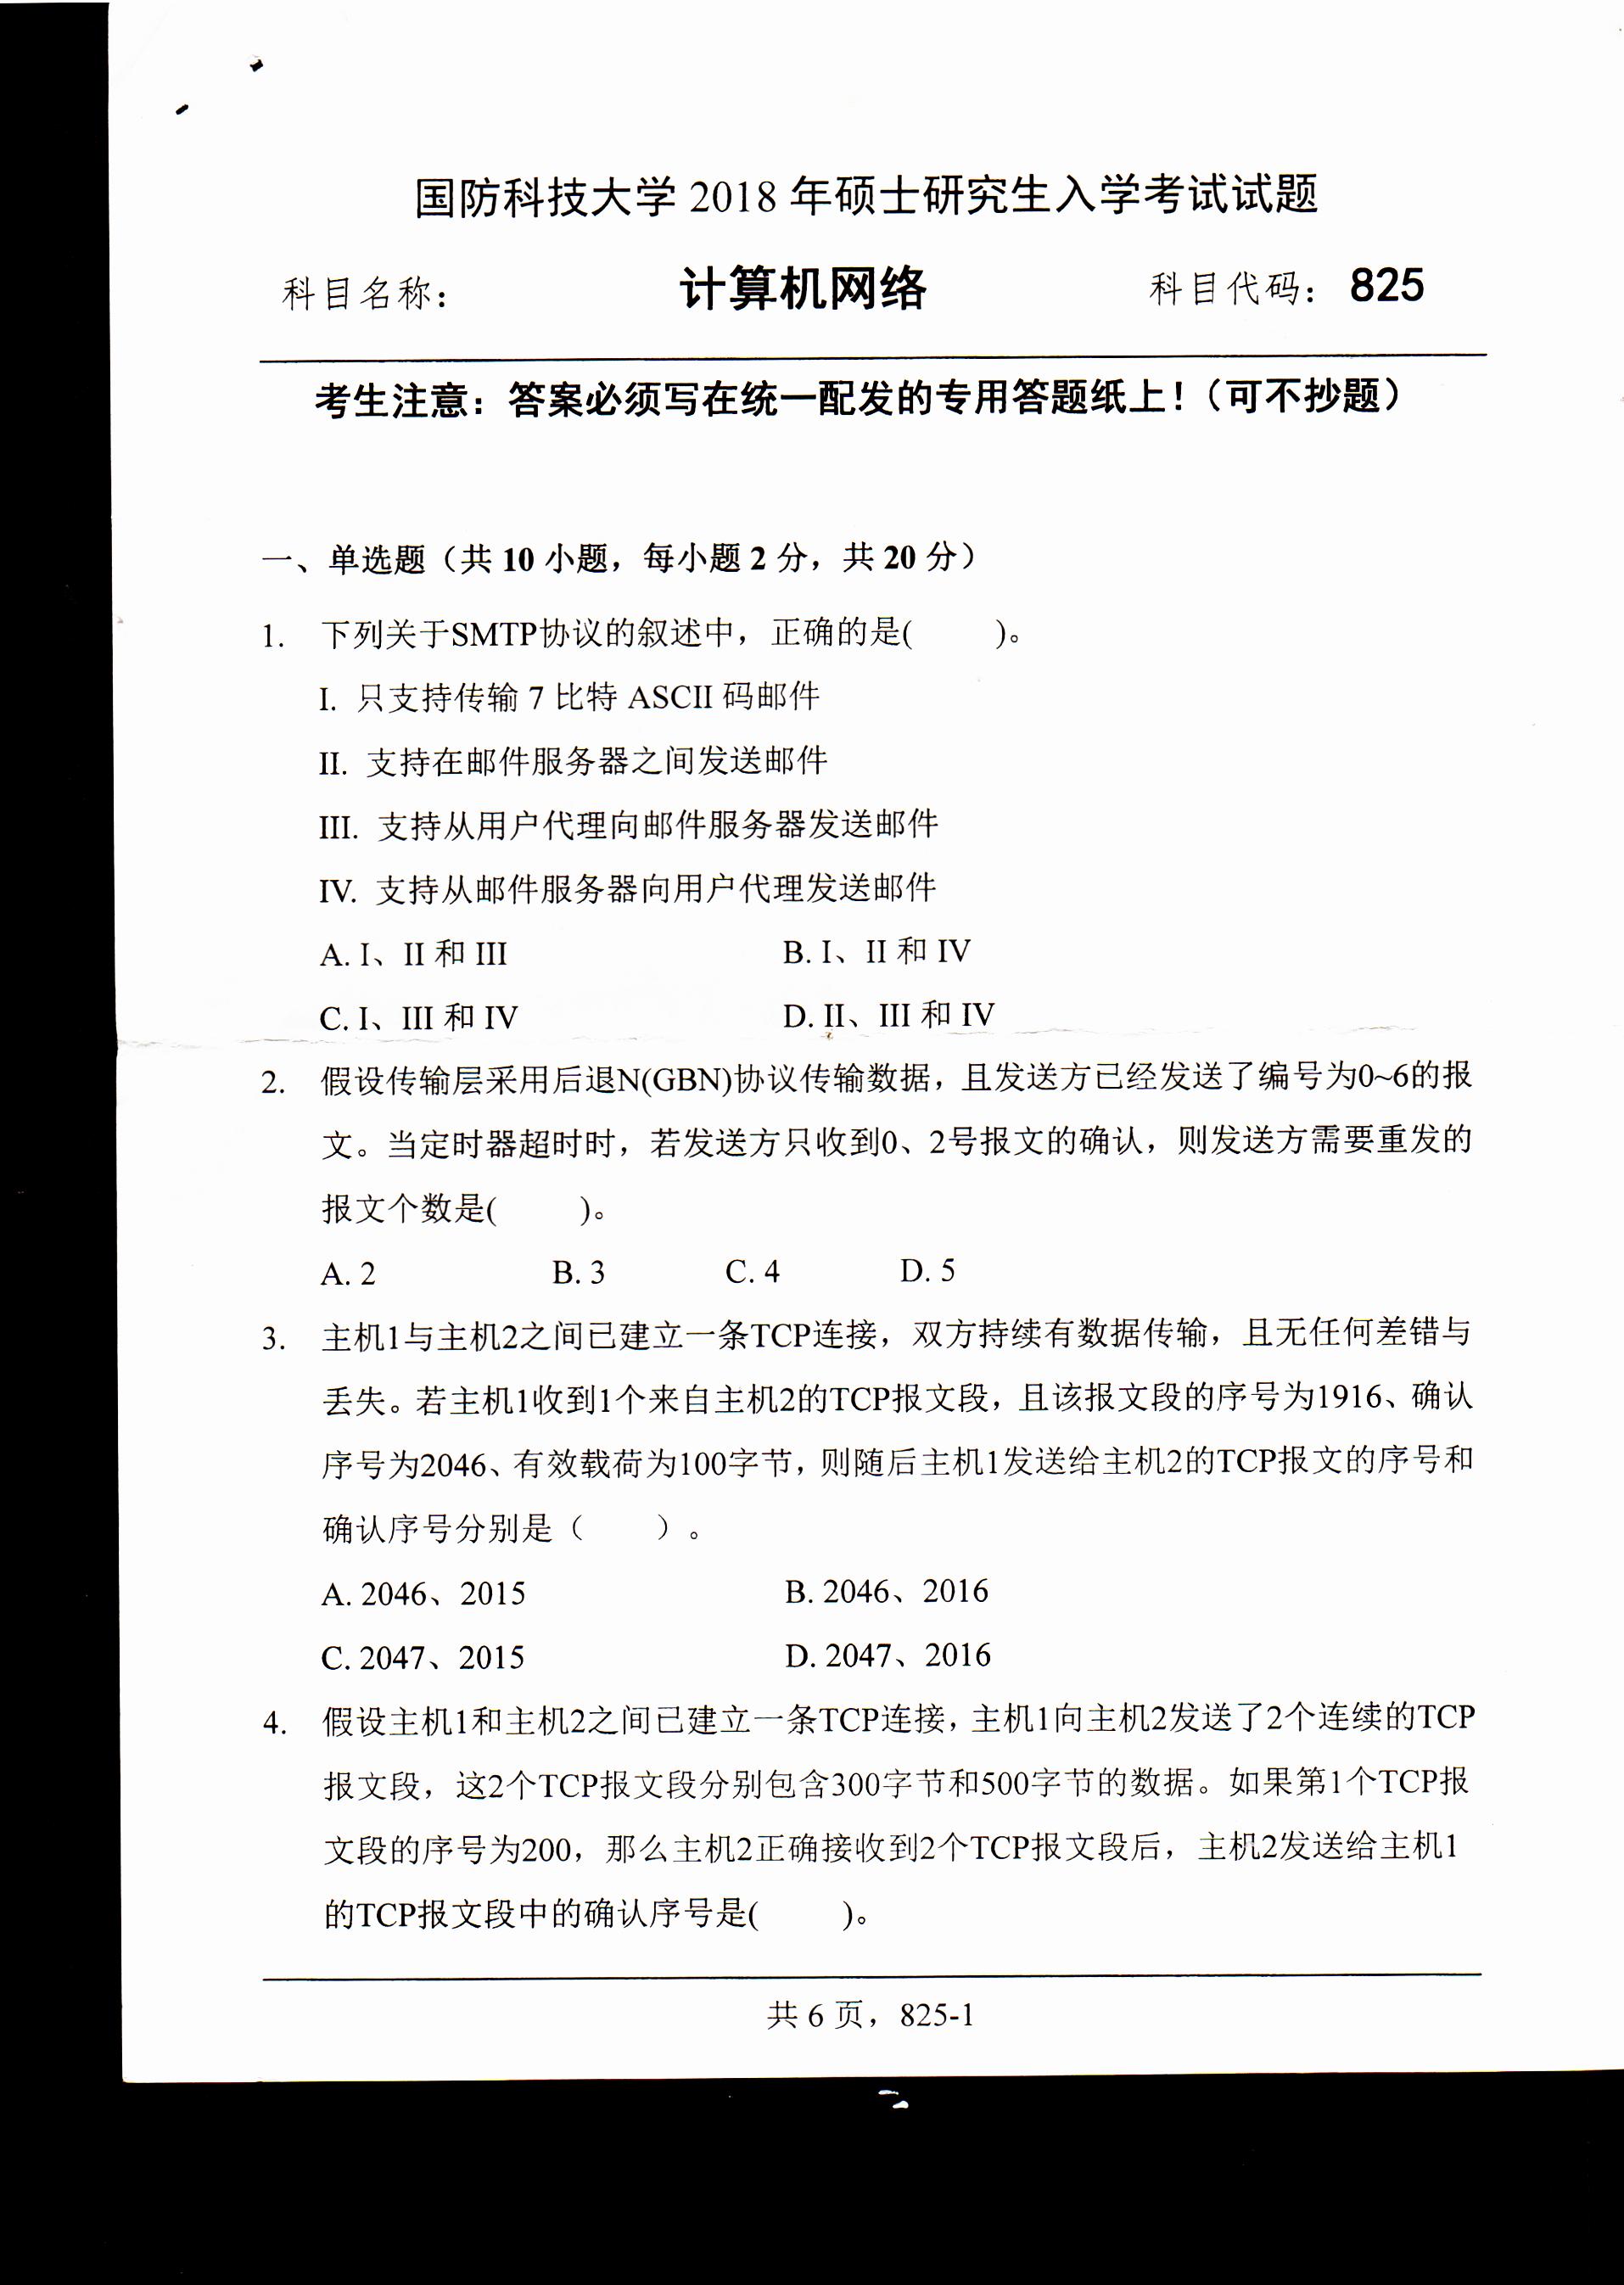 国防科技大学 2018 年硕士研究生入学考试试题
科目名称： 计算机网络 科目代码： 825
考生注意：答案必须写在统一配发的专用答题纸上！（可不抄题）
一、单选题（共 10 小题，每小题 2 分，共 20 分）
1. 下列关于SMTP协议的叙述中，正确的是( )。
I. 只支持传输 7 比特 ASCII 码邮件
II. 支持在邮件服务器之间发送邮件
III. 支持从用户代理向邮件服务器发送邮件
IV. 支持从邮件服务器向用户代理发送邮件
A. I、II 和 III B. I、II 和 IV
C. I、III 和 IV D. II、III 和 IV
2. 假设传输层采用后退N(GBN)协议传输数据，且发送方已经发送了编号为0~6的报
文。当定时器超时时，若发送方只收到0、2号报文的确认，则发送方需要重发的
报文个数是( )。
A. 2 B. 3 C. 4 D. 5
3. 主机1与主机2之间已建立一条TCP连接，双方持续有数据传输，且无任何差错与
丢失。若主机1收到1个来自主机2的TCP报文段，且该报文段的序号为1916、确认
序号为2046、有效载荷为100字节，则随后主机1发送给主机2的TCP报文的序号和
确认序号分别是（ ）。
A. 2046、2015 B. 2046、2016
C. 2047、2015 D. 2047、2016
4. 假设主机1和主机2之间已建立一条TCP连接，主机1向主机2发送了2个连续的TCP
报文段，这2个TCP报文段分别包含300字节和500字节的数据。如果第1个TCP报
文段的序号为200，那么主机2正确接收到2个TCP报文段后，主机2发送给主机1
的TCP报文段中的确认序号是( )。
共 6 页，825-1